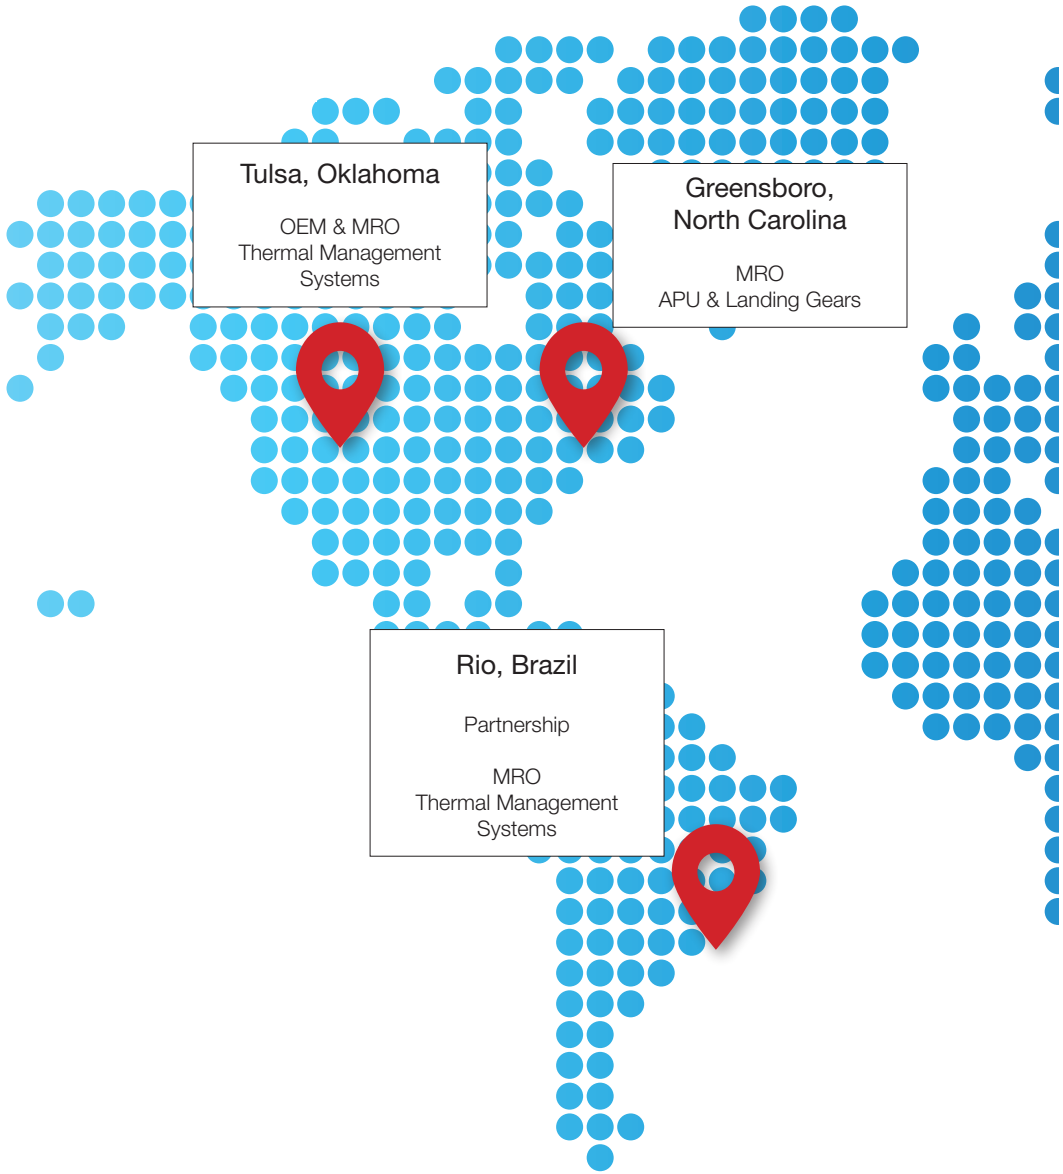 Tulsa, Oklahoma
OEM & MRO
Thermal Management
Systems
Greensboro,
North Carolina
MRO
APU & Landing Gears
Rio, Brazil
Partnership
MRO
Thermal Management
Systems